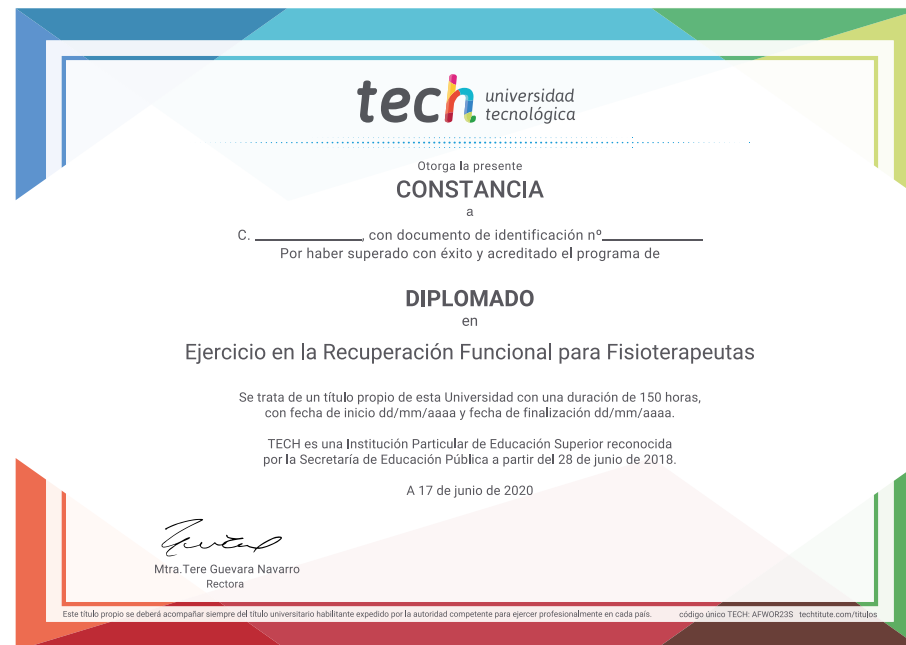 tech universidad
tecnológica
Otorga la presente
CONSTANCIA
a
C. ____________, con documento de identificación nº____________
Por haber superado con éxito y acreditado el programa de
DIPLOMADO
en
Ejercicio en la Recuperación Funcional para Fisioterapeutas
Se trata de un título propio de esta Universidad con una duración de 150 horas,
con fecha de inicio dd/mm/aaaa y fecha de finalización dd/mm/aaaa.
TECH es una Institución Particular de Educación Superior reconocida
por la Secretaría de Educación Pública a partir del 28 de junio de 2018.
A 17 de junio de 2020
Mtra.Tere Guevara Navarro
Rectora
Este título propio se deberá acompañar siempre del título universitario habilitante expedido por la autoridad competente para ejercer profesionalmente en cada país. código único TECH: AFWOR23S techtitute.com/titulos